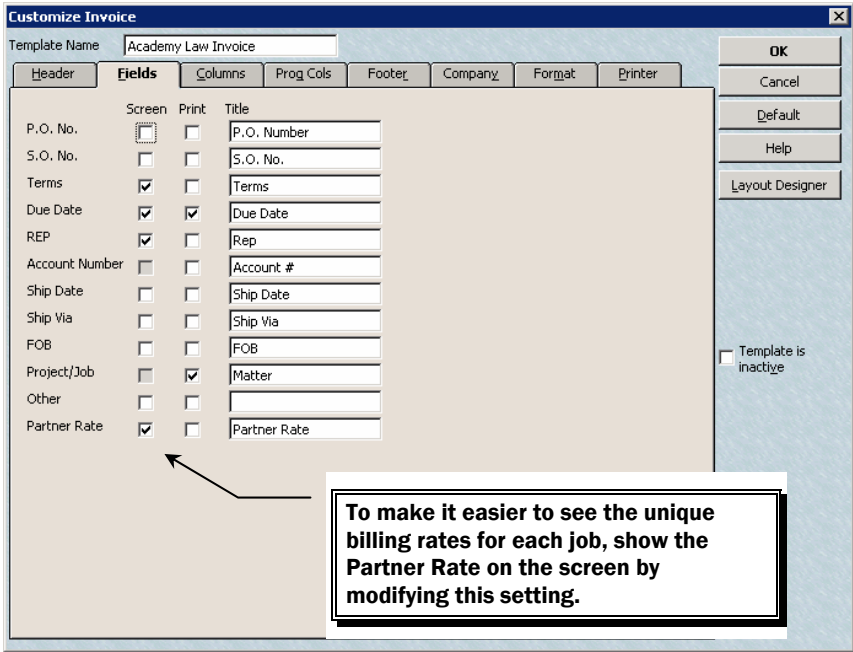 Customize Invoice
Template Name Academy Law Invoice
Header Fields Columns Prog Cols Footer Company Format Printer
OK
Cancel
Default
Help
Layout Designer
Screen Print Title
P.O. No. P.O. Number
S.O. No. S.O. No.
Terms Terms
Due Date Due Date
REP Rep
Account Number Account #
Ship Date Ship Date
Ship Via Ship Via
FOB FOB
Project/Job Matter
Other
Partner Rate Partner Rate
Template is
inactive
To make it easier to see the unique
billing rates for each job, show the
Partner Rate on the screen by
modifying this setting.